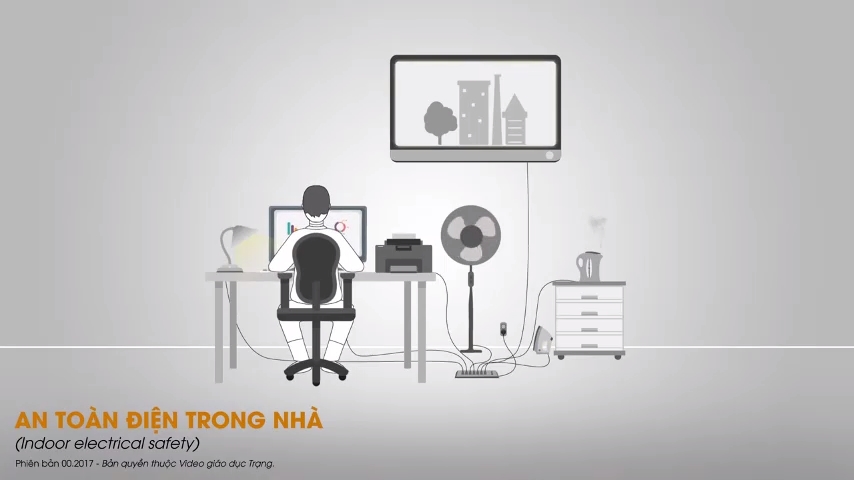 AN TOÀN ĐIỆN TRONG NHÀ
(Indoor electrical safety)
Phiên bản 00.2017 - Bản quyền thuộc Video giáo dục Trạng.